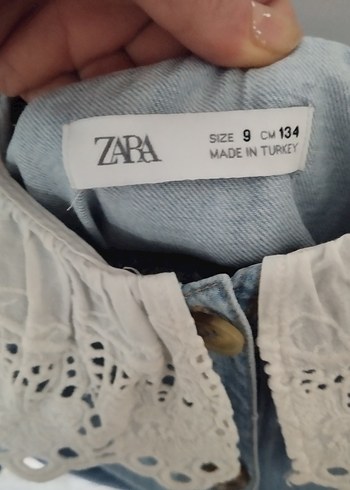 ZARA
SIZE 9 CM 134
MADE IN TURKEY